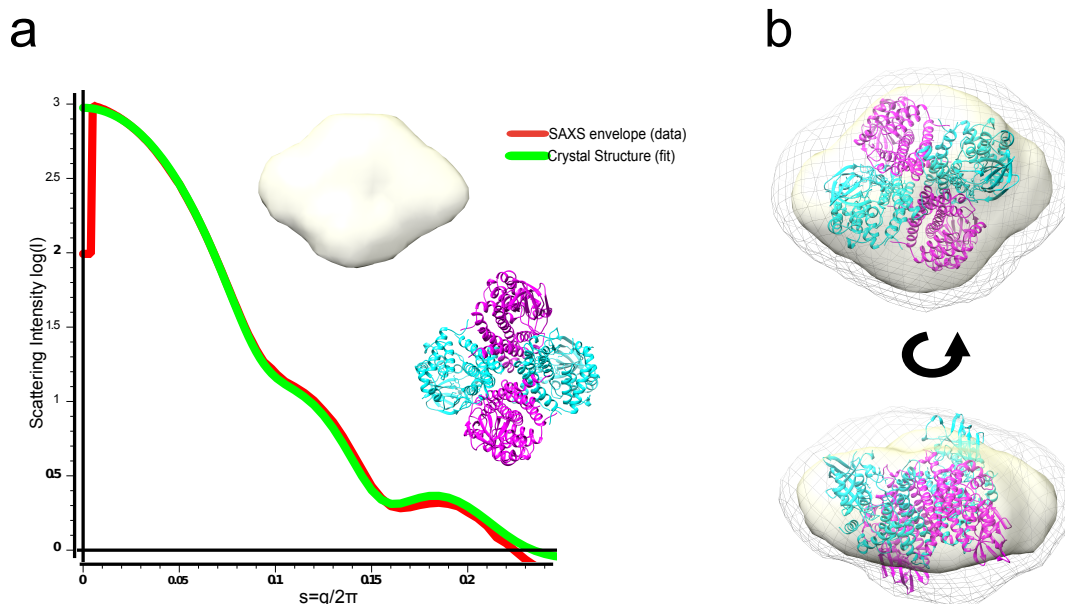 a
b
3
2.5
2
1.5
1
0.5
0
0
0.05
0.1
0.15
0.2
Scattering Intensity log(I)
s=q/2π
SAXS envelope (data)
Crystal Structure (fit)